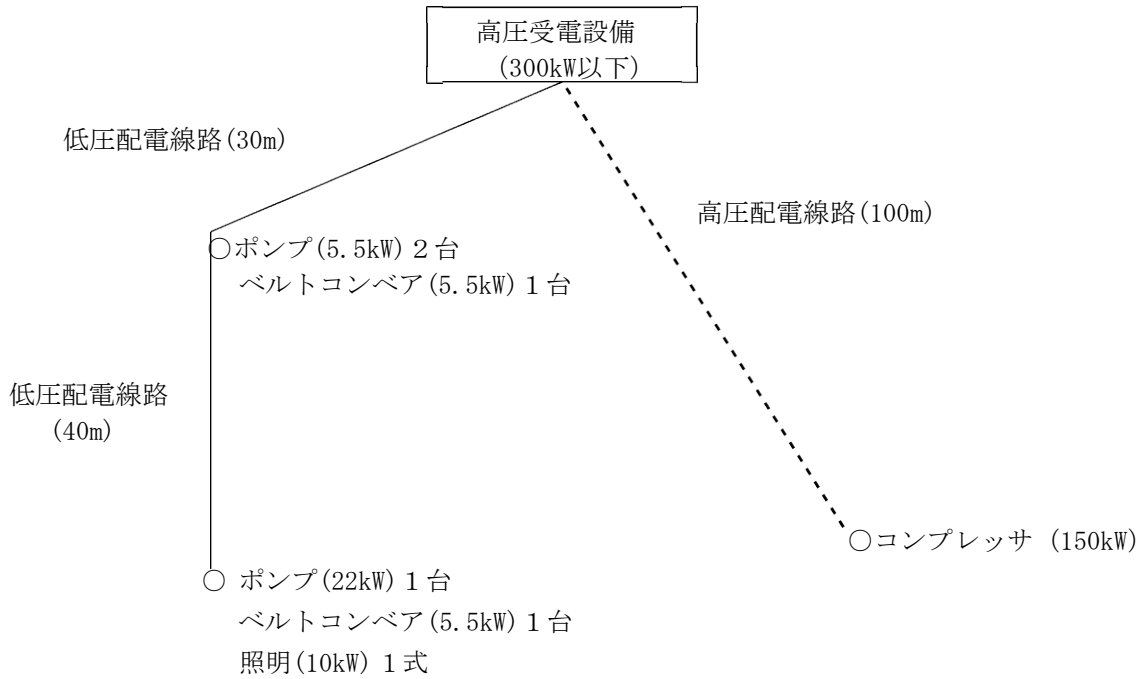 高圧受電設備
(300kW以下)
低圧配電線路(30m)
高圧配電線路(100m)
○ポンプ(5.5kW)２台
ベルトコンベア(5.5kW)１台
低圧配電線路
(40m)
○コンプレッサ (150kW)
○ ポンプ(22kW)１台
ベルトコンベア(5.5kW)１台
照明(10kW)１式